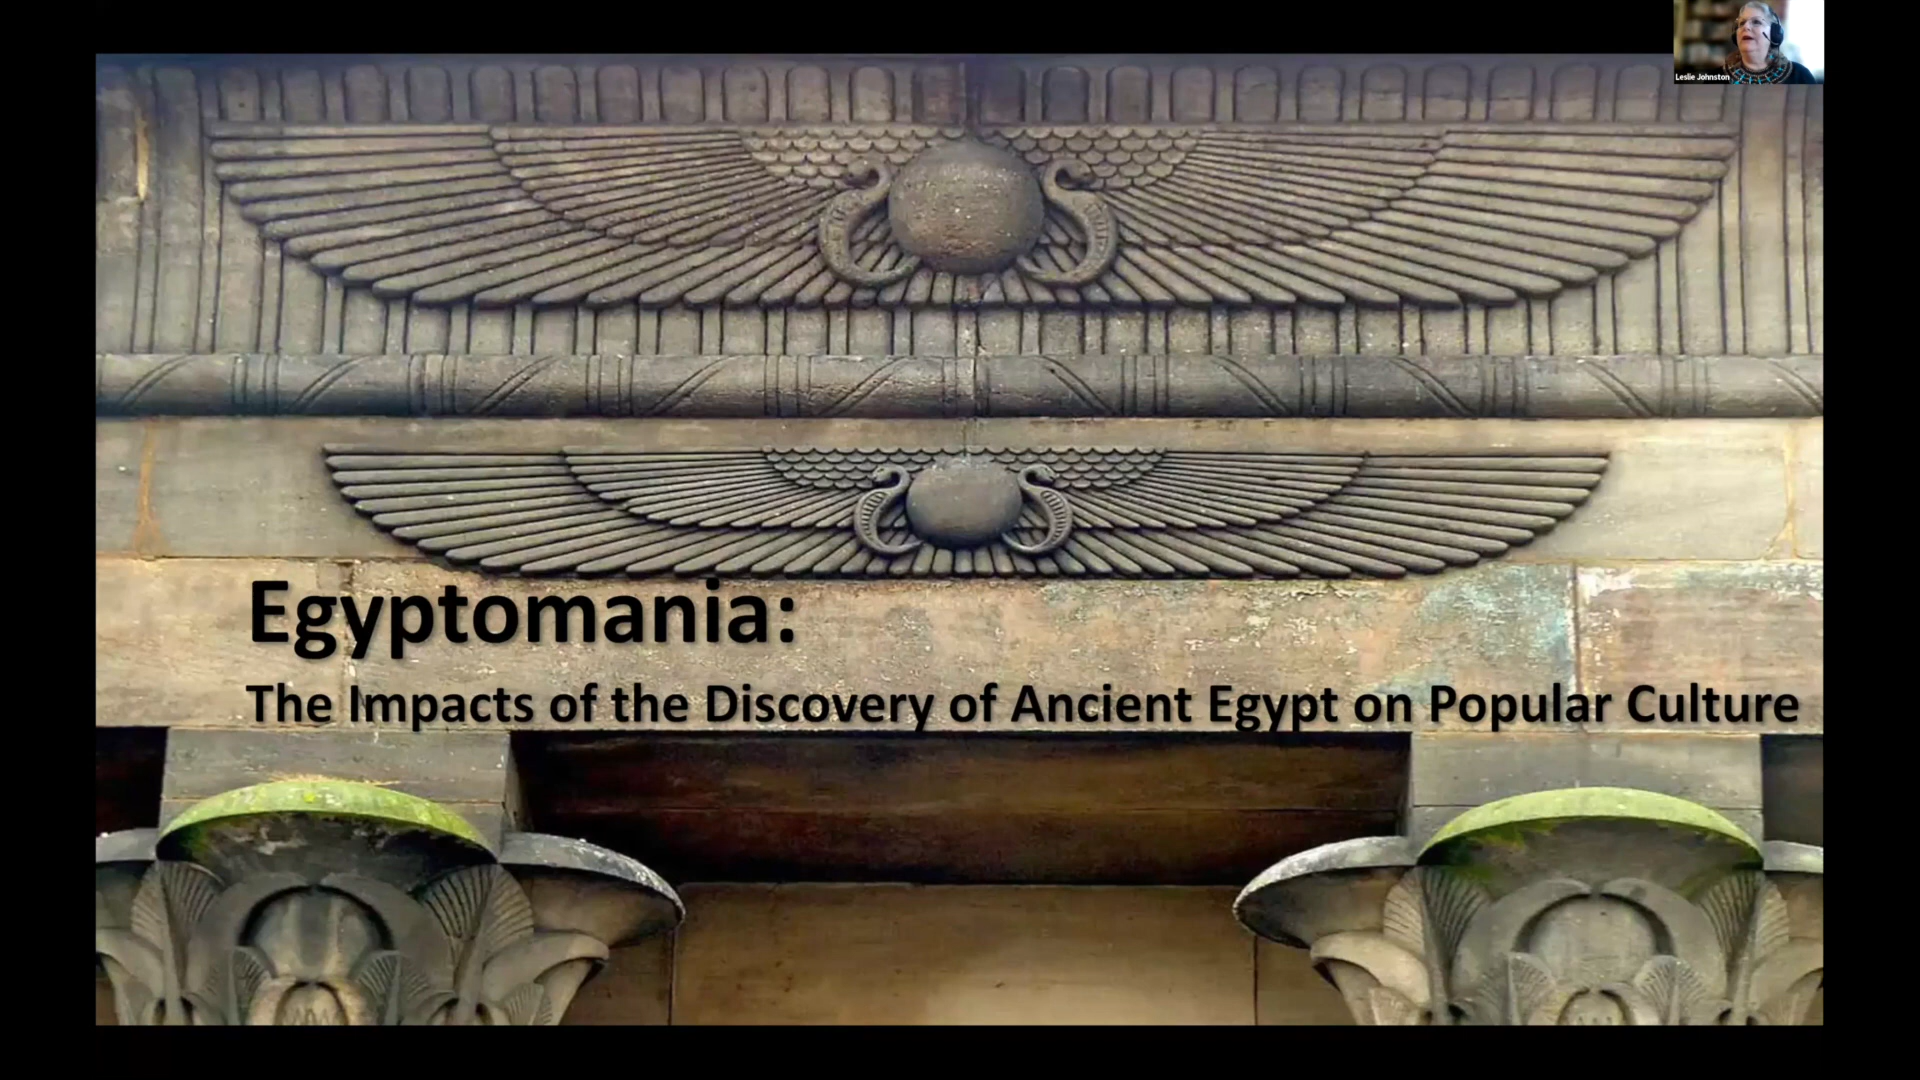 Leslie Johnston
Egyptomania:
The Impacts of the Discovery of Ancient Egypt on Popular Culture